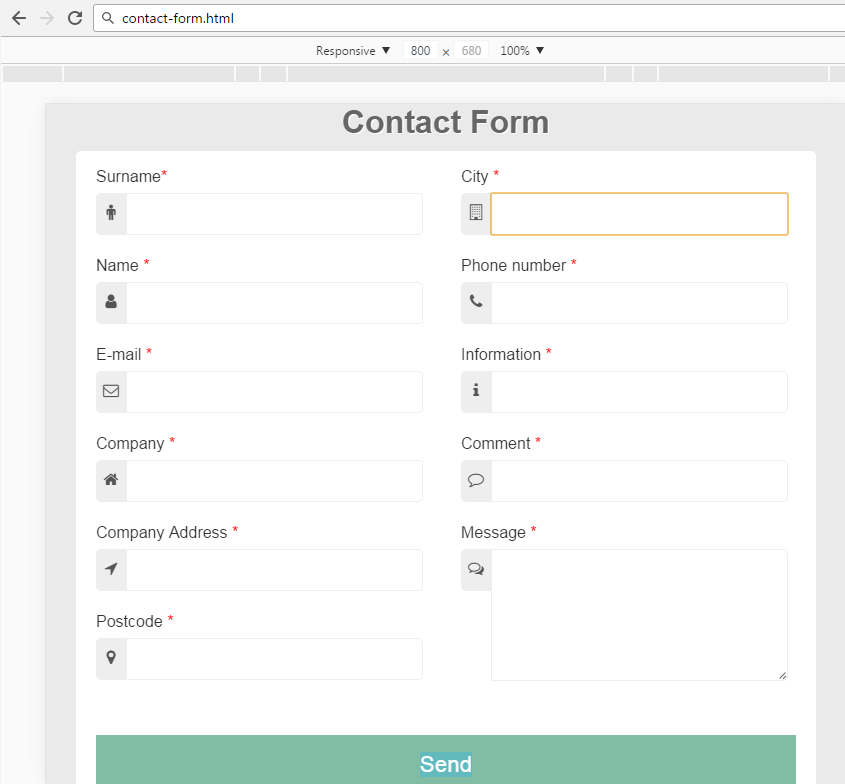 contact-form.html
Responsive ▼ 800 x 680 100% ▼
Contact Form
Surname*
City *
Name *
Phone number *
E-mail *
Information *
Company *
Comment *
Company Address *
Message *
Postcode *
Send